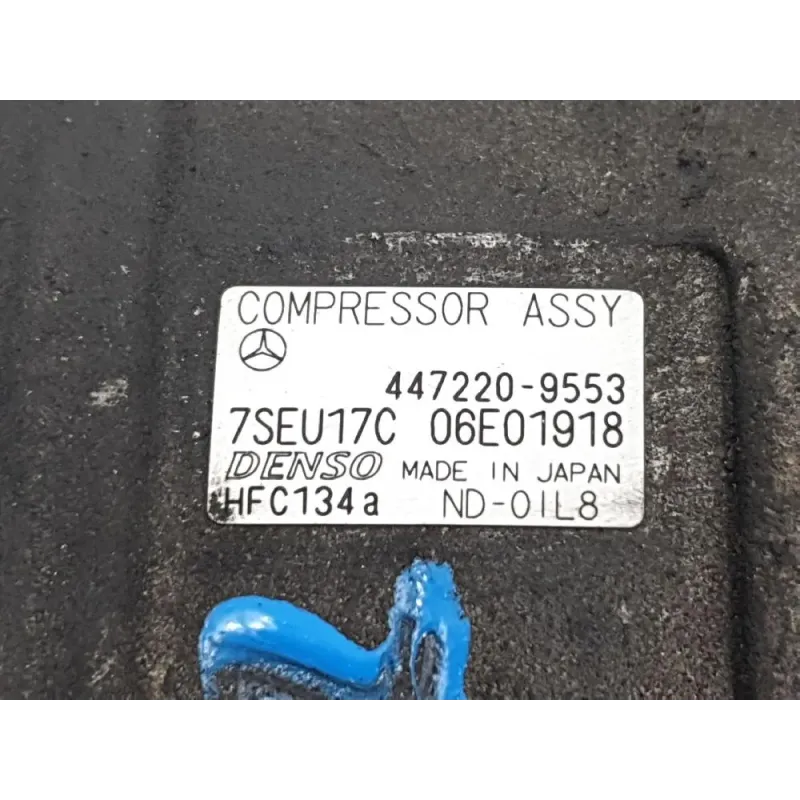 COMPRESSOR ASSY
447220-9553
7SEU17C 06E01918
DENSO MADE IN JAPAN
HFC134a ND-OIL8